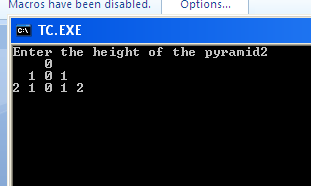 Macros have been disabled. Options...
TC.EXE
Enter the height of the pyramid2
0
1 0 1
2 1 0 1 2